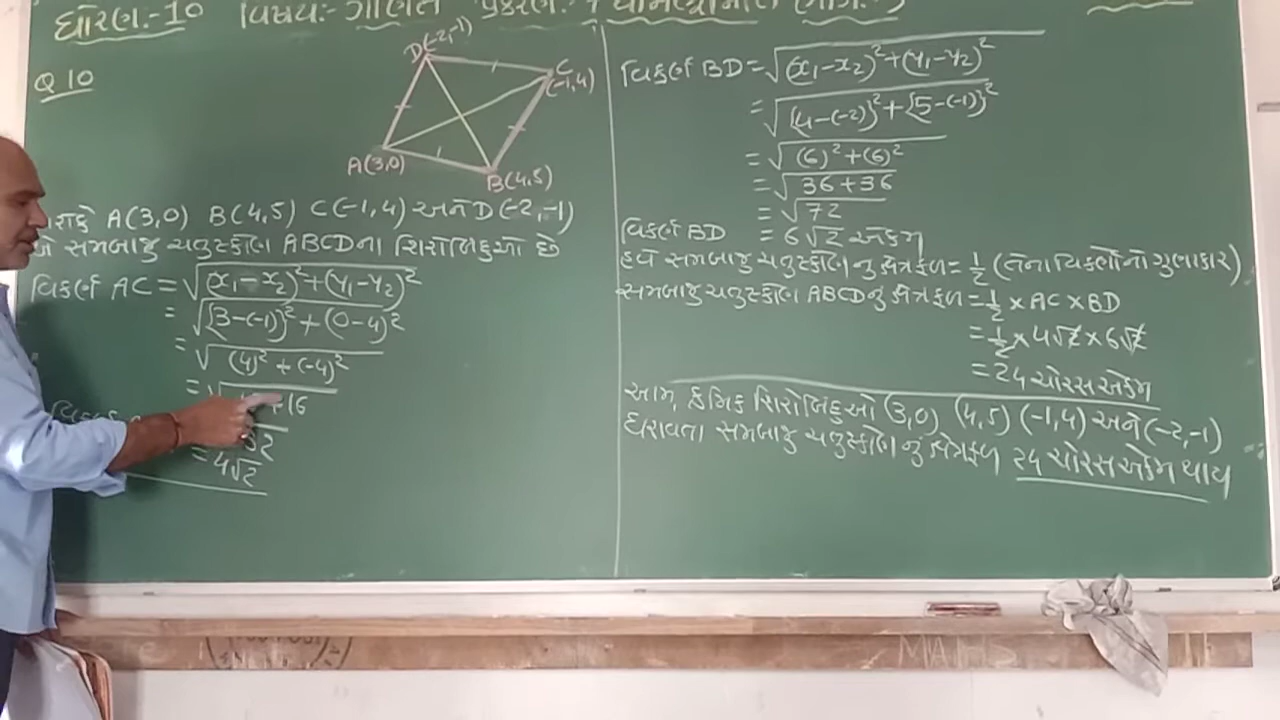 ધોરણ:-10 વિષય:- ગણિત પ્રકરણ:- 7
Q 10
D(-2,-1)
C
(-1,4)
A(3,0)
B(4,5)
A(3,0) B(4,5) C(-1,4) અને D(-2,-1)
સમબાજુ ચતુષ્કોણ ABCDના શિરોબિંદુઓ છે
વિકર્ણ AC = √(x₁-x₂)²+(y₁-y₂)²
= √{3-(-1)}²+(0-4)²
= √(4)²+(-4)²
= √ +16
= 4√2
વિકર્ણ BD = √(x₁-x₂)²+(y₁-y₂)²
= √{4-(-2)}²+{5-(-1)}²
= √(6)²+(6)²
= √36+36
= √72
વિકર્ણ BD = 6√2 એકમ
હવે સમબાજુ ચતુષ્કોણનું ક્ષેત્રફળ = 1/2 (તેના વિકર્ણોનો ગુણાકાર)
સમબાજુ ચતુષ્કોણ ABCDનું ક્ષેત્રફળ = 1/2 × AC × BD
= 1/2 × 4√2 × 6√2
= 24 ચોરસ એકમ
આમ, ક્રમિક શિરોબિંદુઓ (3,0) (4,5) (-1,4) અને (-2,-1)
ધરાવતા સમબાજુ ચતુષ્કોણનું ક્ષેત્રફળ 24 ચોરસ એકમ થાય